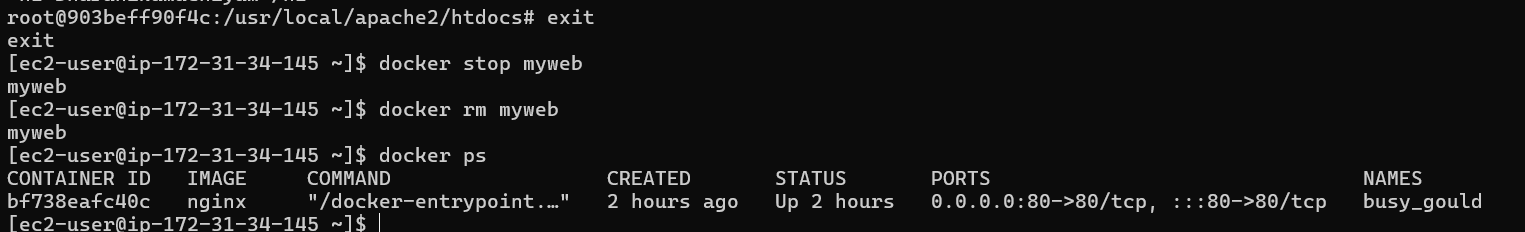 root@903beff90f4c:/usr/local/apache2/htdocs# exit
exit
[ec2-user@ip-172-31-34-145 ~]$ docker stop myweb
myweb
[ec2-user@ip-172-31-34-145 ~]$ docker rm myweb
myweb
[ec2-user@ip-172-31-34-145 ~]$ docker ps
CONTAINER ID   IMAGE     COMMAND                  CREATED       STATUS       PORTS                               NAMES
bf738eafc40c   nginx     "/docker-entrypoint.…"   2 hours ago   Up 2 hours   0.0.0.0:80->80/tcp, :::80->80/tcp   busy_gould
[ec2-user@ip-172-31-34-145 ~]$